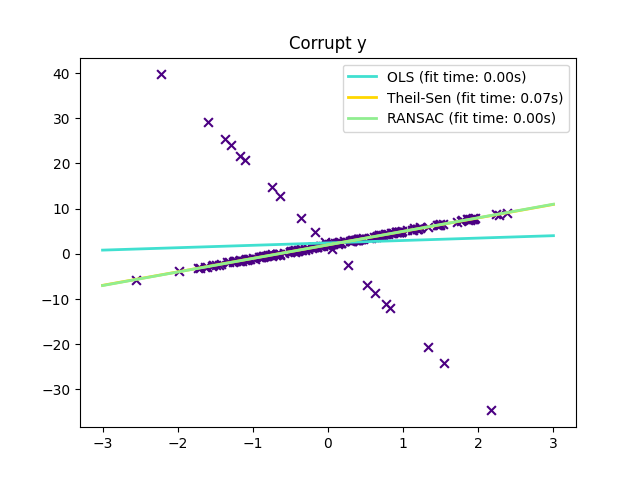 Corrupt y
OLS (fit time: 0.00s)
Theil-Sen (fit time: 0.07s)
RANSAC (fit time: 0.00s)
40
30
20
10
0
−10
−20
−30
−3 −2 −1 0 1 2 3